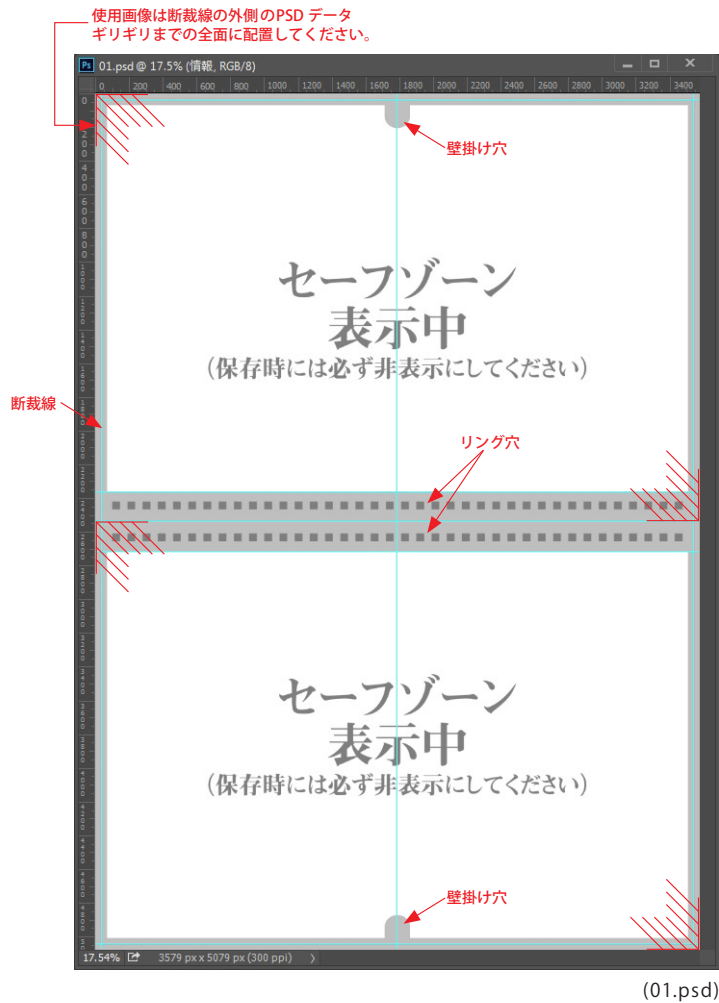 使用画像は断裁線の外側のPSD データ
ギリギリまでの全面に配置してください。
Ps 01.psd @ 17.5% (情報, RGB/8)
0 200 400 600 800 1000 1200 1400 1600 1800 2000 2200 2400 2600 2800 3000 3200 3400
壁掛け穴
セーフゾーン
表示中
(保存時には必ず非表示にしてください)
断裁線
リング穴
セーフゾーン
表示中
(保存時には必ず非表示にしてください)
壁掛け穴
17.54% 3579 px x 5079 px (300 ppi)
(01.psd)